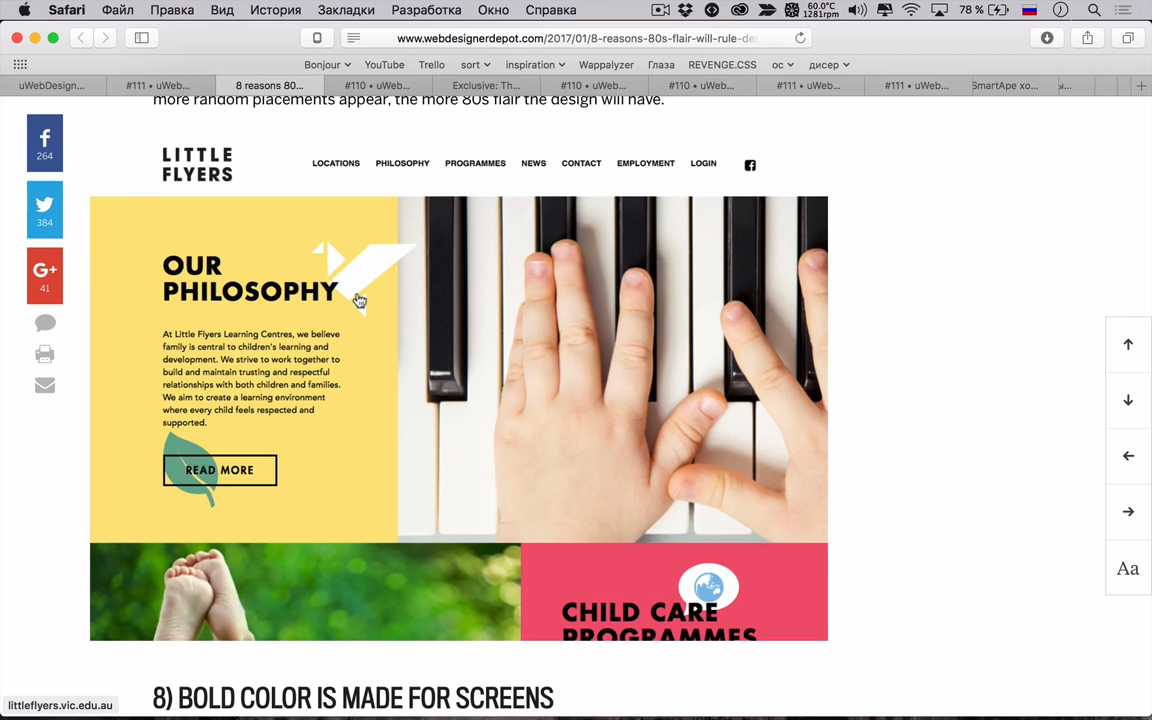 Safari Файл Правка Вид История Закладки Разработка Окно Справка 60.0°C 1281rpm 78 %
www.webdesignerdepot.com/2017/01/8-reasons-80s-flair-will-rule-de
Bonjour YouTube Trello sort inspiration Wappalyzer Глаза REVENGE.CSS ос дисер
uWebDesign... #111 • uWeb... 8 reasons 80... #110 • uWeb... Exclusive: Th... #110 • uWeb... #110 • uWeb... #111 • uWeb... #111 • uWeb... SmartApe хо...
more random placements appear, the more 80s flair the design will have.
264
384
G+
41
LITTLE
FLYERS
LOCATIONS PHILOSOPHY PROGRAMMES NEWS CONTACT EMPLOYMENT LOGIN
OUR
PHILOSOPHY
At Little Flyers Learning Centres, we believe
family is central to children's learning and
development. We strive to work together to
build and maintain trusting and respectful
relationships with both children and families.
We aim to create a learning environment
where every child feels respected and
supported.
READ MORE
CHILD CARE
PROGRAMMES
Aa
8) BOLD COLOR IS MADE FOR SCREENS
littleflyers.vic.edu.au